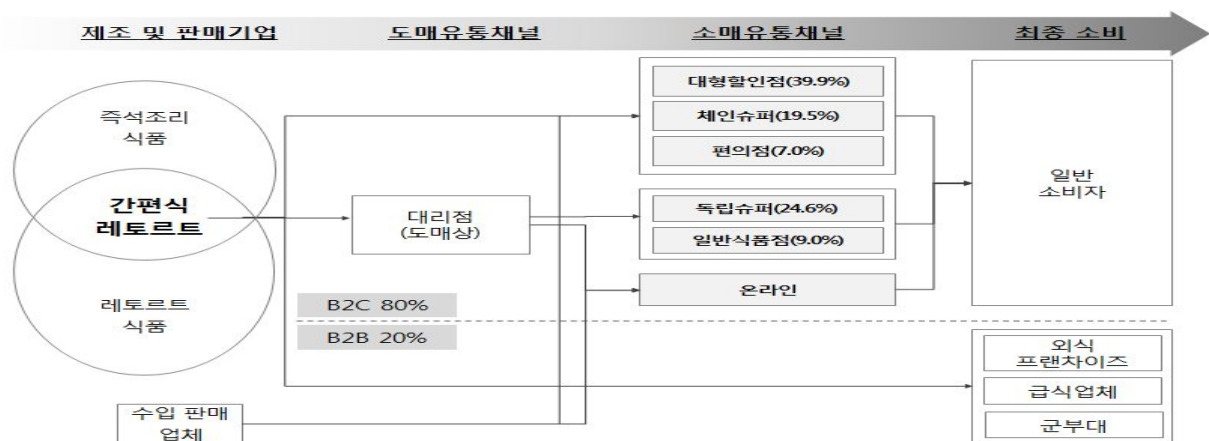 제조 및 판매기업
도매유통채널
소매유통채널
최종 소비
즉석조리
식품
간편식
레토르트
레토르트
식품
수입 판매
업체
대리점
(도매상)
B2C 80%
B2B 20%
대형할인점(39.9%)
체인슈퍼(19.5%)
편의점(7.0%)
독립슈퍼(24.6%)
일반식품점(9.0%)
온라인
일반
소비자
외식
프랜차이즈
급식업체
군부대